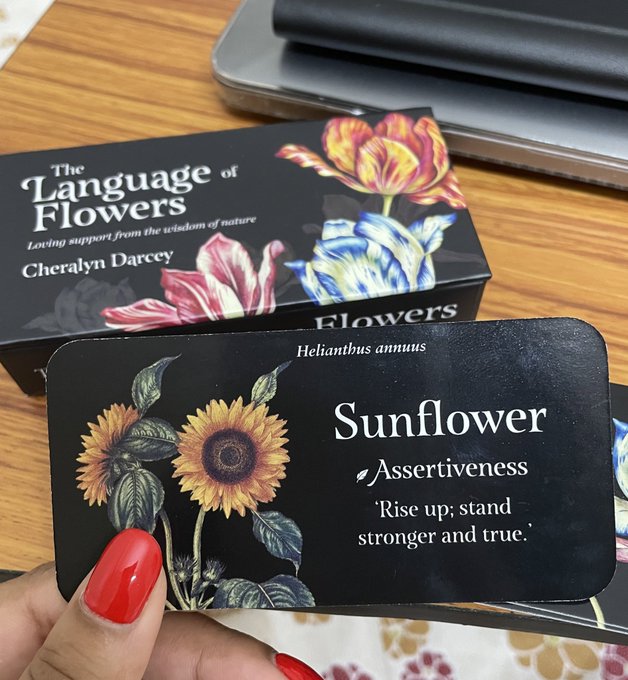 The
Language of
Flowers
Loving support from the wisdom of nature
Cheralyn Darcey
Flowers
Helianthus annuus
Sunflower
Assertiveness
‘Rise up; stand
stronger and true.’